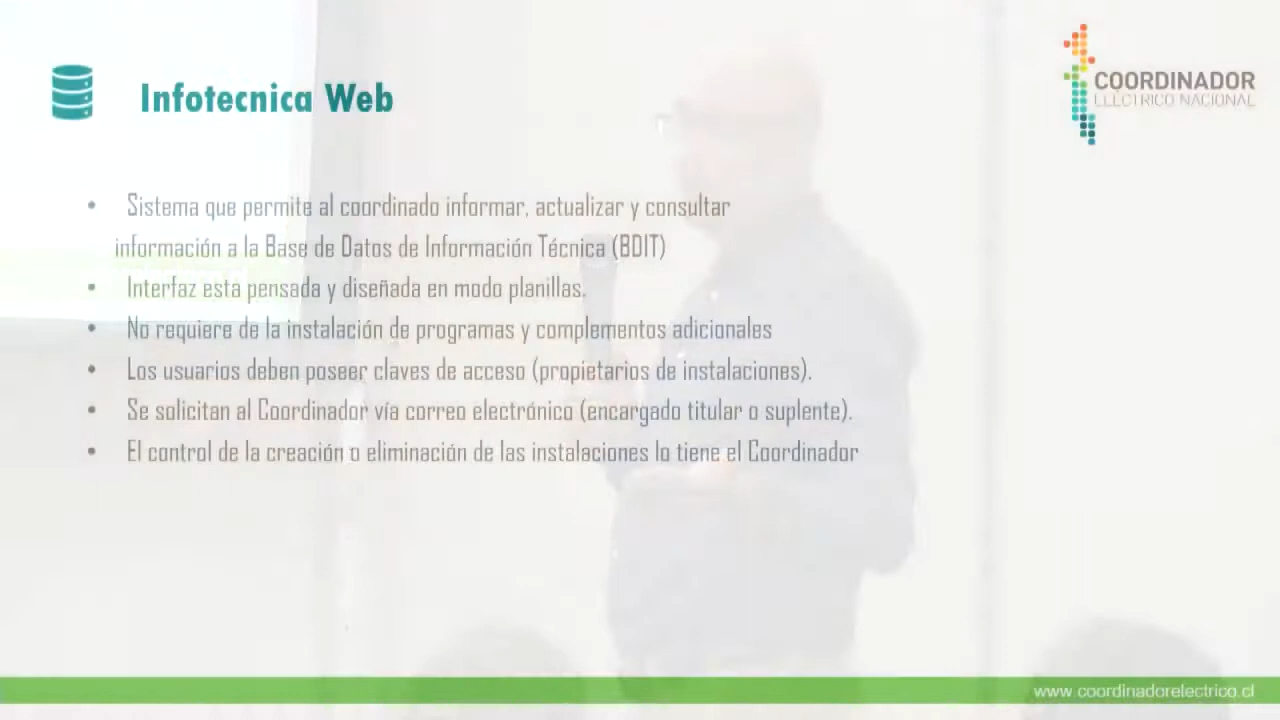 Infotecnica Web
COORDINADOR
ELÉCTRICO NACIONAL
• Sistema que permite al coordinado informar, actualizar y consultar
información a la Base de Datos de Información Técnica (BDIT)
• Interfaz esta pensada y diseñada en modo planillas.
• No requiere de la instalación de programas y complementos adicionales
• Los usuarios deben poseer claves de acceso (propietarios de instalaciones).
• Se solicitan al Coordinador vía correo electrónico (encargado titular o suplente).
• El control de la creación o eliminación de las instalaciones lo tiene el Coordinador
www.coordinadorelectrico.cl